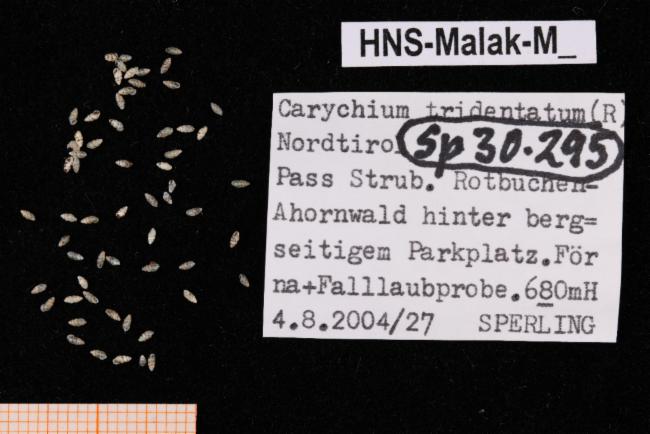 HNS-Malak-M_
Carychium tridentatum(R)
Nordtiro
Sp 30.295
Pass Strub. Rotbuchen=
Ahornwald hinter berg=
seitigem Parkplatz.För
na+Falllaubprobe.680mH
4.8.2004/27 SPERLING